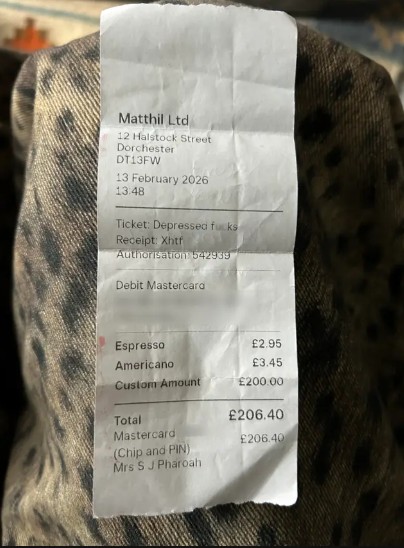 Matthil Ltd
12 Halstock Street
Dorchester
DT13FW
13 February 2026
13:48
Ticket: Depressed fucks
Receipt: Xhtf
Authorisation: 542939
Debit Mastercard
Espresso £2.95
Americano £3.45
Custom Amount £200.00
Total £206.40
Mastercard £206.40
(Chip and PIN)
Mrs S J Pharoah